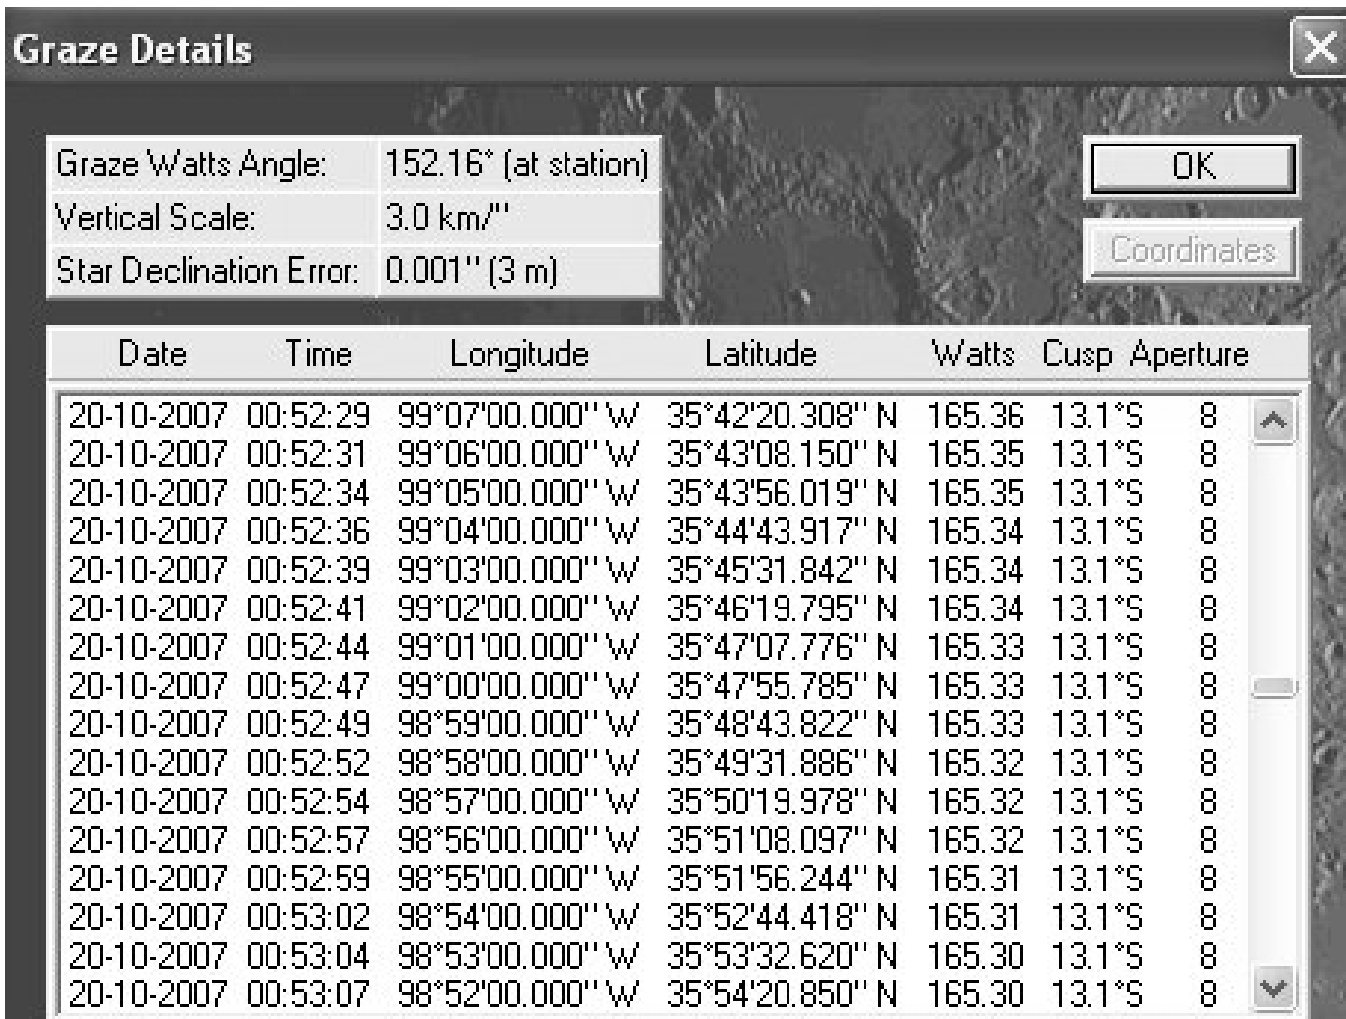 Graze Details
Graze Watts Angle: 152.16° (at station)
Vertical Scale: 3.0 km/"
Star Declination Error: 0.001" (3 m)
OK
Coordinates
Date Time Longitude Latitude Watts Cusp Aperture
20-10-2007 00:52:29 99°07'00.000" W 35°42'20.308" N 165.36 13.1°S 8
20-10-2007 00:52:31 99°06'00.000" W 35°43'08.150" N 165.35 13.1°S 8
20-10-2007 00:52:34 99°05'00.000" W 35°43'56.019" N 165.35 13.1°S 8
20-10-2007 00:52:36 99°04'00.000" W 35°44'43.917" N 165.34 13.1°S 8
20-10-2007 00:52:39 99°03'00.000" W 35°45'31.842" N 165.34 13.1°S 8
20-10-2007 00:52:41 99°02'00.000" W 35°46'19.795" N 165.34 13.1°S 8
20-10-2007 00:52:44 99°01'00.000" W 35°47'07.776" N 165.33 13.1°S 8
20-10-2007 00:52:47 99°00'00.000" W 35°47'55.785" N 165.33 13.1°S 8
20-10-2007 00:52:49 98°59'00.000" W 35°48'43.822" N 165.33 13.1°S 8
20-10-2007 00:52:52 98°58'00.000" W 35°49'31.886" N 165.32 13.1°S 8
20-10-2007 00:52:54 98°57'00.000" W 35°50'19.978" N 165.32 13.1°S 8
20-10-2007 00:52:57 98°56'00.000" W 35°51'08.097" N 165.32 13.1°S 8
20-10-2007 00:52:59 98°55'00.000" W 35°51'56.244" N 165.31 13.1°S 8
20-10-2007 00:53:02 98°54'00.000" W 35°52'44.418" N 165.31 13.1°S 8
20-10-2007 00:53:04 98°53'00.000" W 35°53'32.620" N 165.30 13.1°S 8
20-10-2007 00:53:07 98°52'00.000" W 35°54'20.850" N 165.30 13.1°S 8